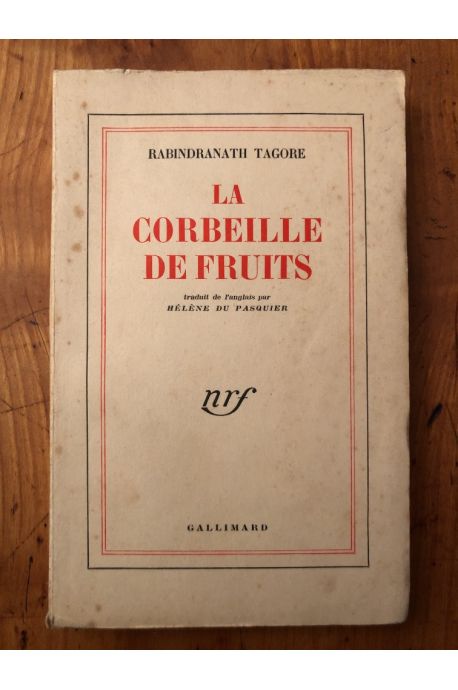 RABINDRANATH TAGORE
LA
CORBEILLE
DE FRUITS
traduit de l'anglais par
HÉLÈNE DU PASQUIER
nrf
GALLIMARD